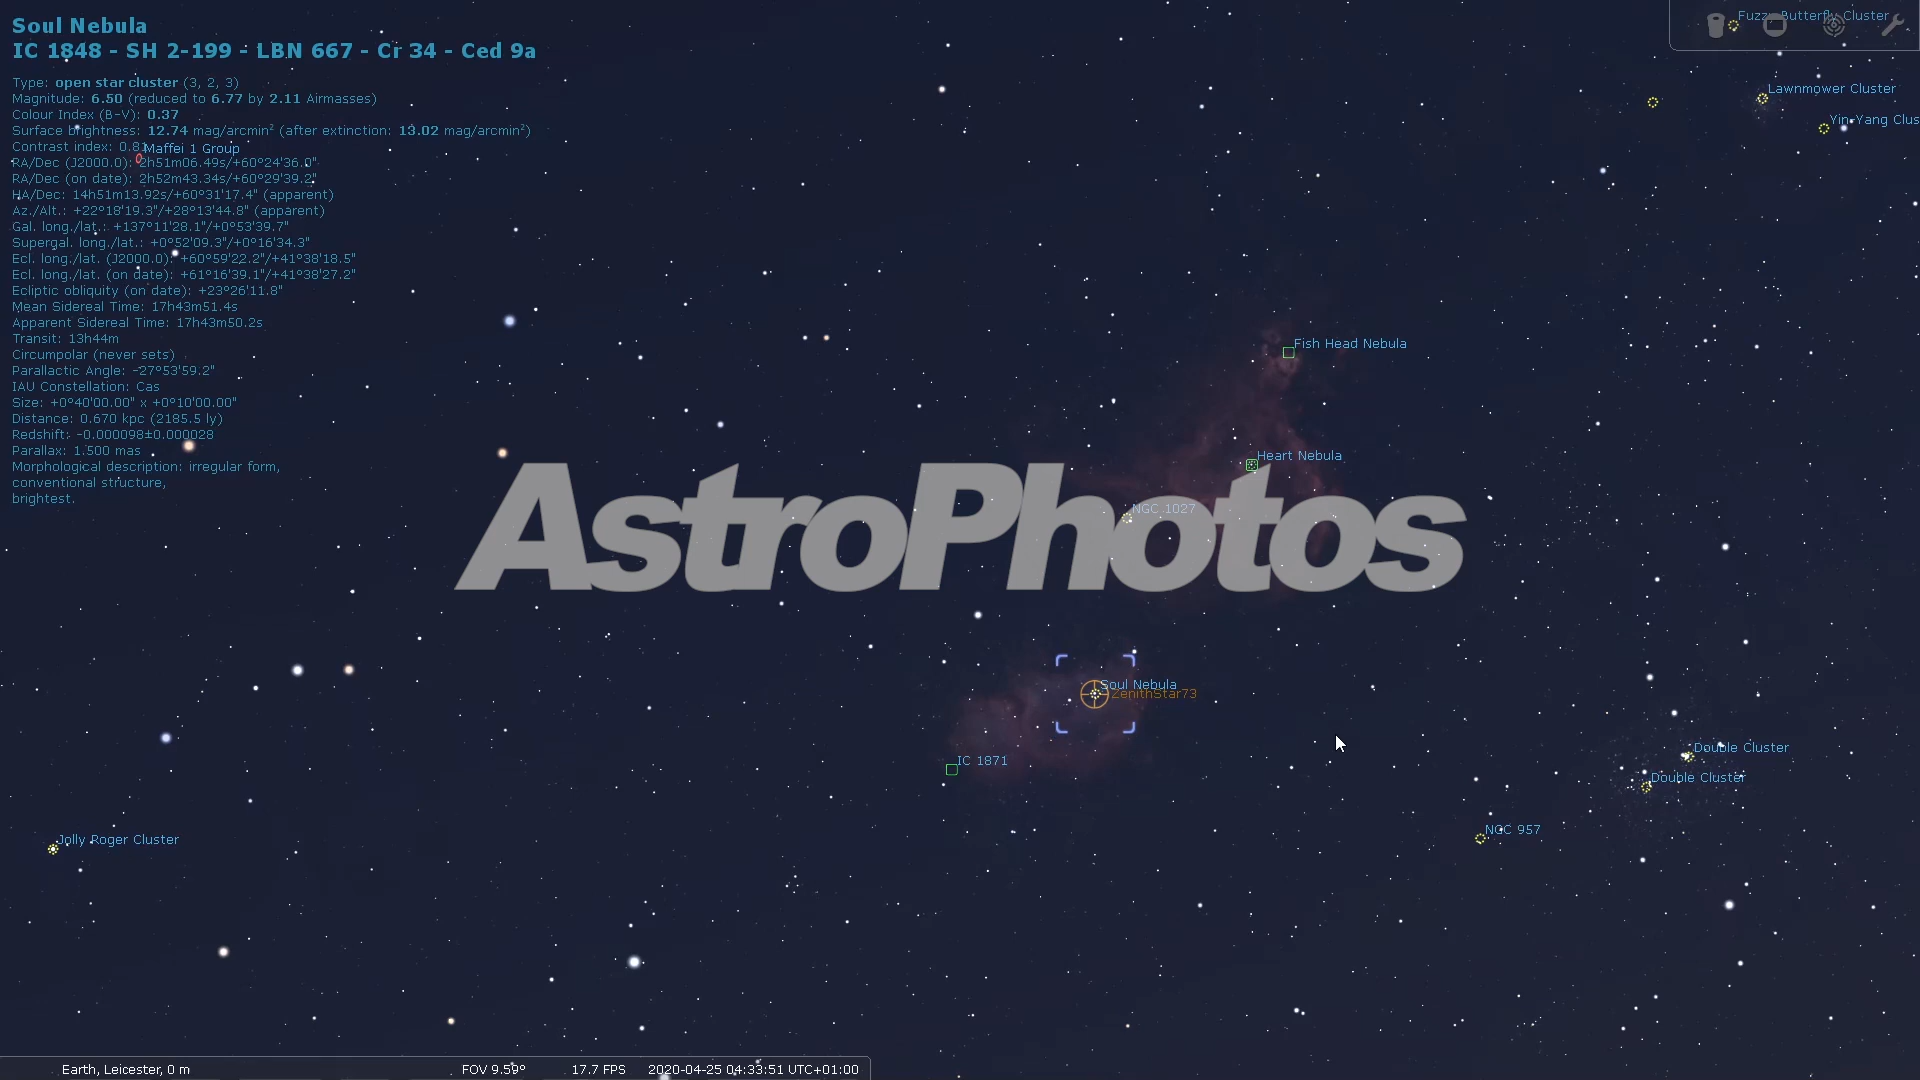 Soul Nebula
IC 1848 - SH 2-199 - LBN 667 - Cr 34 - Ced 9a
Type: open star cluster (3, 2, 3)
Magnitude: 6.50 (reduced to 6.77 by 2.11 Airmasses)
Colour Index (B-V): 0.37
Surface brightness: 12.74 mag/arcmin² (after extinction: 13.02 mag/arcmin²)
Contrast index: 0.81
Maffei 1 Group
RA/Dec (J2000.0): 2h51m06.49s/+60°24'36.0"
RA/Dec (on date): 2h52m43.34s/+60°29'39.2"
HA/Dec: 14h51m13.92s/+60°31'17.4" (apparent)
Az./Alt.: +22°18'19.3"/+28°13'44.8" (apparent)
Gal. long./lat.: +137°11'28.1"/+0°53'39.7"
Supergal. long./lat.: +0°52'09.3"/+0°16'34.3"
Ecl. long./lat. (J2000.0): +60°59'22.2"/+41°38'18.5"
Ecl. long./lat. (on date): +61°16'39.1"/+41°38'27.2"
Ecliptic obliquity (on date): +23°26'11.8"
Mean Sidereal Time: 17h43m51.4s
Apparent Sidereal Time: 17h43m50.2s
Transit: 13h44m
Circumpolar (never sets)
Parallactic Angle: -27°53'59.2"
IAU Constellation: Cas
Size: +0°40'00.00" x +0°10'00.00"
Distance: 0.670 kpc (2185.5 ly)
Redshift: -0.000098±0.000028
Parallax: 1.500 mas
Morphological description: irregular form,
conventional structure,
brightest.
Fuzzy Butterfly Cluster
Lawnmower Cluster
Yin-Yang Clus
Fish Head Nebula
Heart Nebula
NGC 1027
AstroPhotos
Soul Nebula
ZenithStar73
IC 1871
Double Cluster
Double Cluster
NGC 957
Jolly Roger Cluster
Earth, Leicester, 0 m
FOV 9.59°
17.7 FPS
2020-04-25 04:33:51 UTC+01:00